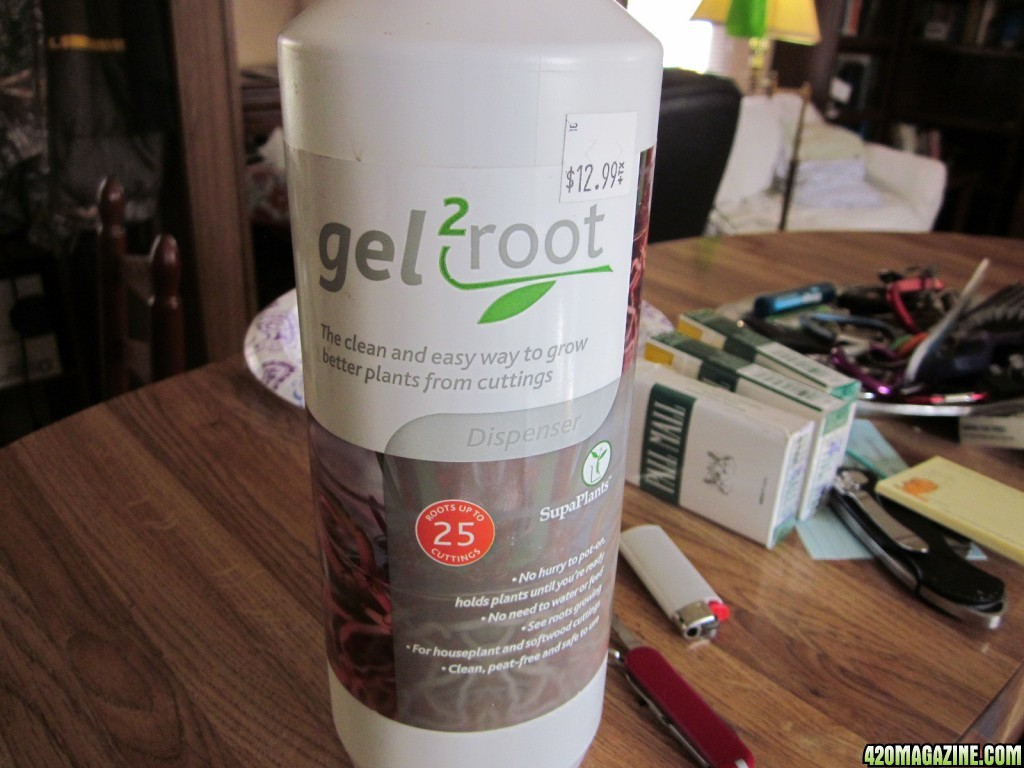 $12.99
gel2root
The clean and easy way to grow
better plants from cuttings
Dispenser
SupaPlants
ROOTS UP TO
25
CUTTINGS
• No hurry to pot-on,
holds plants until you're ready
• No need to water or feed
• See roots growing
• For houseplant and softwood cuttings
• Clean, peat-free and safe to use
PALL MALL
420MAGAZINE.COM